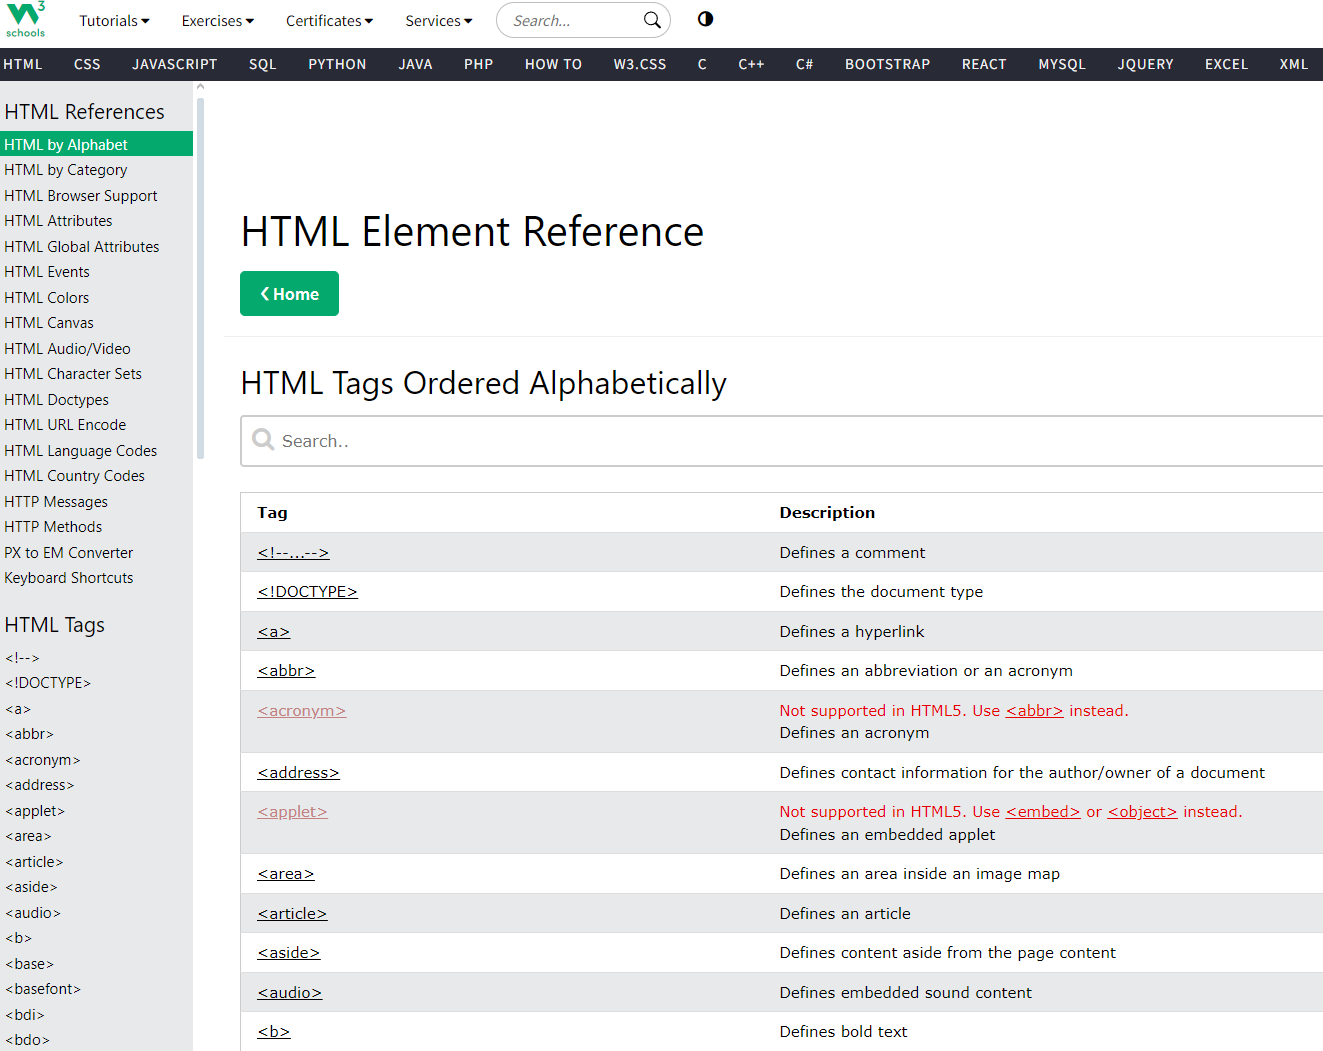 3
schools
Tutorials Exercises Certificates Services Search...
HTML CSS JAVASCRIPT SQL PYTHON JAVA PHP HOW TO W3.CSS C C++ C# BOOTSTRAP REACT MYSQL JQUERY EXCEL XML
HTML References
HTML by Alphabet
HTML by Category
HTML Browser Support
HTML Attributes
HTML Global Attributes
HTML Events
HTML Colors
HTML Canvas
HTML Audio/Video
HTML Character Sets
HTML Doctypes
HTML URL Encode
HTML Language Codes
HTML Country Codes
HTTP Messages
HTTP Methods
PX to EM Converter
Keyboard Shortcuts
HTML Tags
<!-->
<!DOCTYPE>
<a>
<abbr>
<acronym>
<address>
<applet>
<area>
<article>
<aside>
<audio>
<b>
<base>
<basefont>
<bdi>
<bdo>
HTML Element Reference
❮ Home
HTML Tags Ordered Alphabetically
Search..
Tag Description
<!--...--> Defines a comment
<!DOCTYPE> Defines the document type
<a> Defines a hyperlink
<abbr> Defines an abbreviation or an acronym
<acronym> Not supported in HTML5. Use <abbr> instead.
Defines an acronym
<address> Defines contact information for the author/owner of a document
<applet> Not supported in HTML5. Use <embed> or <object> instead.
Defines an embedded applet
<area> Defines an area inside an image map
<article> Defines an article
<aside> Defines content aside from the page content
<audio> Defines embedded sound content
<b> Defines bold text